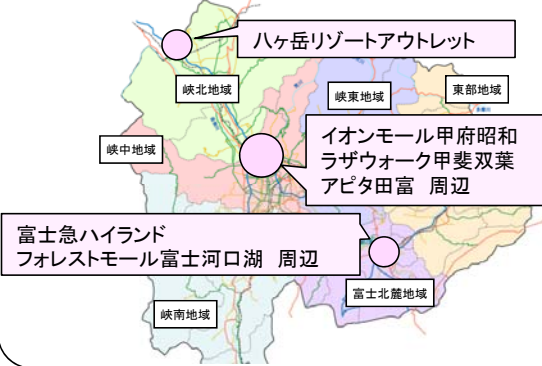 八ヶ岳リゾートアウトレット
峡北地域
峡東地域
東部地域
峡中地域
イオンモール甲府昭和
ラザウォーク甲斐双葉
アピタ田富 周辺
富士急ハイランド
フォレストモール富士河口湖 周辺
富士北麓地域
峡南地域